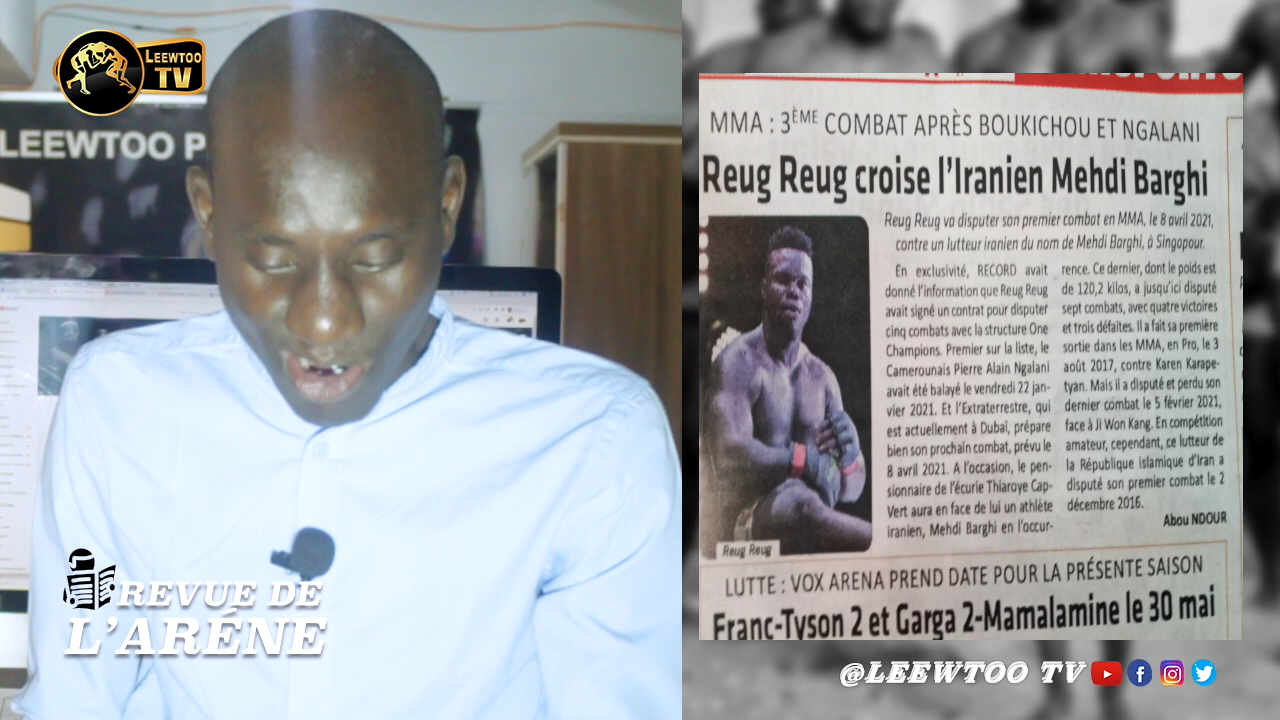 LEEWTOO
TV
LEEWTOO P
REVUE DE
L'ARÉNE
MMA : 3ÈME COMBAT APRÈS BOUKICHOU ET NGALANI
Reug Reug croise l'Iranien Mehdi Barghi
Reug Reug va disputer son premier combat en MMA, le 8 avril 2021,
contre un lutteur iranien du nom de Mehdi Barghi, à Singapour.
En exclusivité, RECORD avait
donné l'information que Reug Reug
avait signé un contrat pour disputer
cinq combats avec la structure One
Champions. Premier sur la liste, le
Camerounais Pierre Alain Ngalani
avait été balayé le vendredi 22 jan-
vier 2021. Et l'Extraterrestre, qui
est actuellement à Dubai, prépare
bien son prochain combat, prévu le
8 avril 2021. A l'occasion, le pen-
sionnaire de l'écurie Thiaroye Cap-
Vert aura en face de lui un athlète
iranien, Mehdi Barghi en l'occur-
rence. Ce dernier, dont le poids est
de 120,2 kilos, a jusqu'ici disputé
sept combats, avec quatre victoires
et trois défaites. Il a fait sa première
sortie dans les MMA, en Pro, le 3
août 2017, contre Karen Karape-
tyan. Mais il a disputé et perdu son
dernier combat le 5 février 2021,
face à Ji Won Kang. En compétition
amateur, cependant, ce lutteur de
la République Islamique d'Iran a
disputé son premier combat le 2
décembre 2016.
Abou NDOUR
Reug Reug
LUTTE : VOX ARENA PREND DATE POUR LA PRÉSENTE SAISON
Franc-Tyson 2 et Garga 2-Mamalamine le 30 mai
@LEEWTOO TV